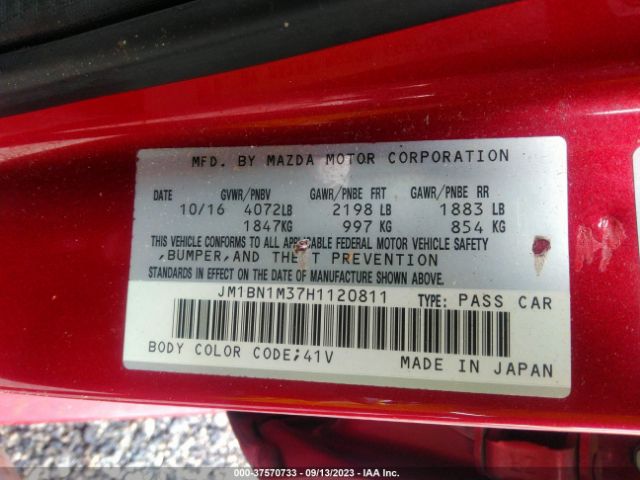 MFD. BY MAZDA MOTOR CORPORATION
DATE GVWR/PNBV GAWR/PNBE FRT GAWR/PNBE RR
10/16 4072LB 2198 LB 1883 LB
1847KG 997 KG 854 KG
THIS VEHICLE CONFORMS TO ALL APPLICABLE FEDERAL MOTOR VEHICLE SAFETY
,BUMPER,AND THEFT PREVENTION
STANDARDS IN EFFECT ON THE DATE OF MANUFACTURE SHOWN ABOVE.
JM1BN1M37H1120811 TYPE: PASS CAR
BODY COLOR CODE;41V MADE IN JAPAN
000-37570733 - 09/13/2023 - IAA Inc.